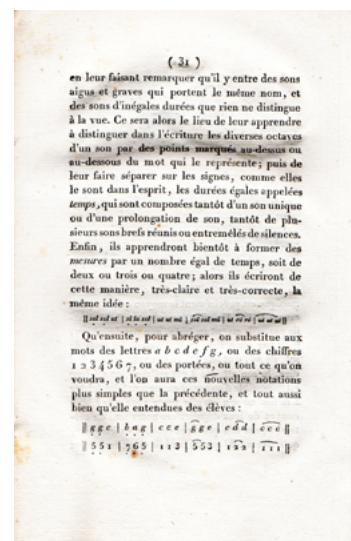 ( 31 )
en leur faisant remarquer qu'il y entre des sons
aigus et graves qui portent le même nom, et
des sons d'inégales durées que rien ne distingue
à la vue. Ce sera alors le lieu de leur apprendre
à distinguer dans l'écriture les diverses octaves
d'un son par des points marqués au-dessus ou
au-dessous du mot qui le représente; puis de
leur faire séparer sur les signes, comme elles
le sont dans l'esprit, les durées égales appelées
temps, qui sont composées tantôt d'un son unique
ou d'une prolongation de son, tantôt de plu-
sieurs sons brefs réunis ou entremêlés de silences.
Enfin, ils apprendront bientôt à former des
mesures par un nombre égal de temps, soit de
deux ou trois ou quatre; alors ils écriront de
cette manière, très-claire et très-correcte, la
même idée:
Qu'ensuite, pour abréger, on substitue aux
mots des lettres a b c d e f g, ou des chiffres
1 2 3 4 5 6 7, ou des portées, ou tout ce qu'on
voudra, et l'on aura ces nouvelles notations
plus simples que la précédente, et tout aussi
bien qu'elle entendues des élèves:
‖ g g c | b a g | c c e | g g e | c d d | c c c ‖
‖ 5 5 1 | 7 6 5 | 1 1 3 | 5 5 3 | 1 2 2 | 1 1 1 ‖